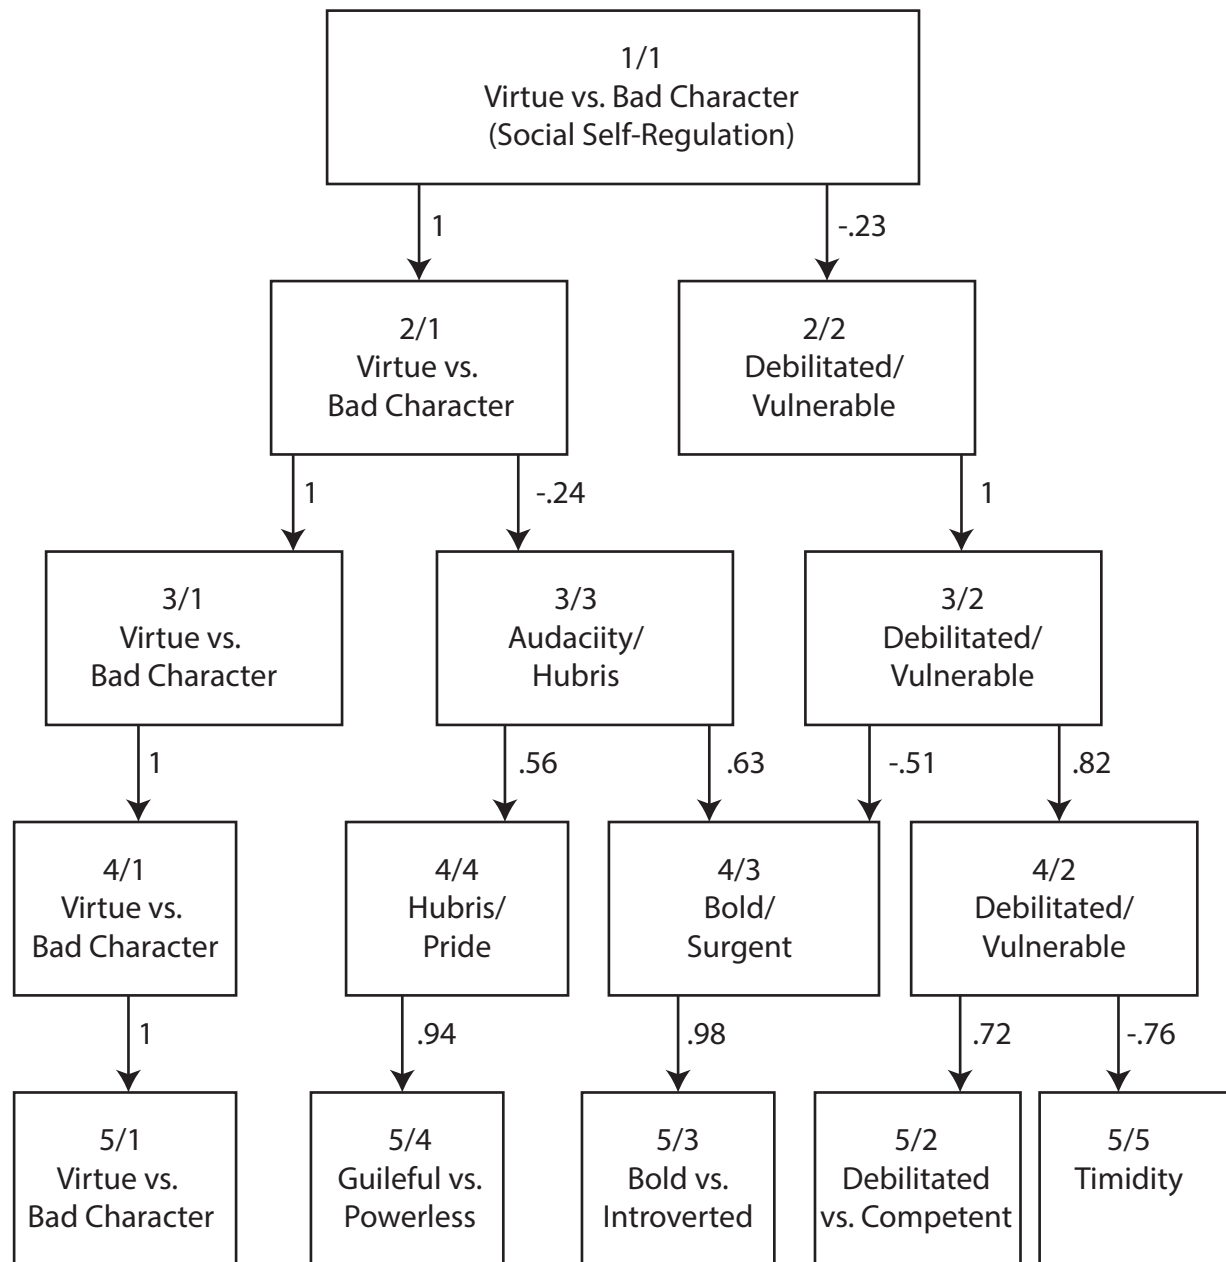 1/1
Virtue vs. Bad Character
(Social Self-Regulation)
1
-.23
2/1
Virtue vs.
Bad Character
2/2
Debilitated/
Vulnerable
1
-.24
1
3/1
Virtue vs.
Bad Character
3/3
Audaciity/
Hubris
3/2
Debilitated/
Vulnerable
1
.56
.63
-.51
.82
4/1
Virtue vs.
Bad Character
4/4
Hubris/
Pride
4/3
Bold/
Surgent
4/2
Debilitated/
Vulnerable
1
.94
.98
.72
-.76
5/1
Virtue vs.
Bad Character
5/4
Guileful vs.
Powerless
5/3
Bold vs.
Introverted
5/2
Debilitated
vs. Competent
5/5
Timidity